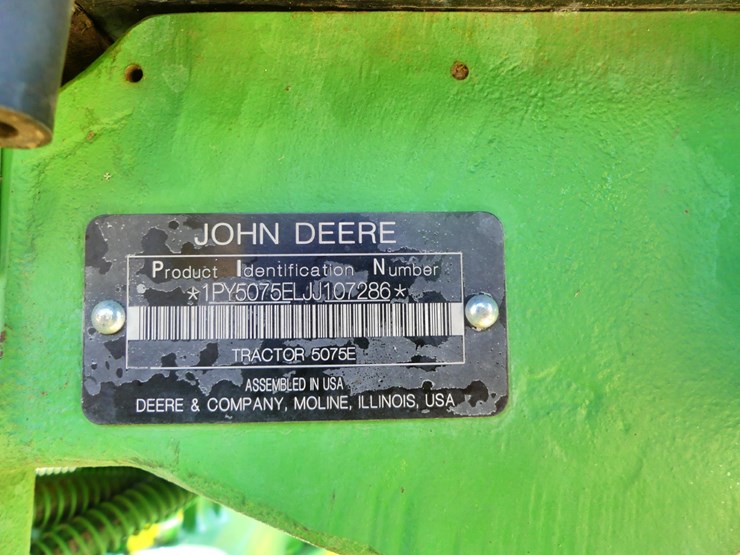 JOHN DEERE
Product Identification Number
*1PY5075ELJJ107286*
TRACTOR 5075E
ASSEMBLED IN USA
DEERE & COMPANY, MOLINE, ILLINOIS, USA